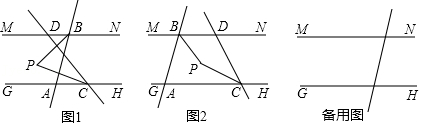 M D B N M B D N M N
P P
G A C H G A C H G H
图1 图2 备用图